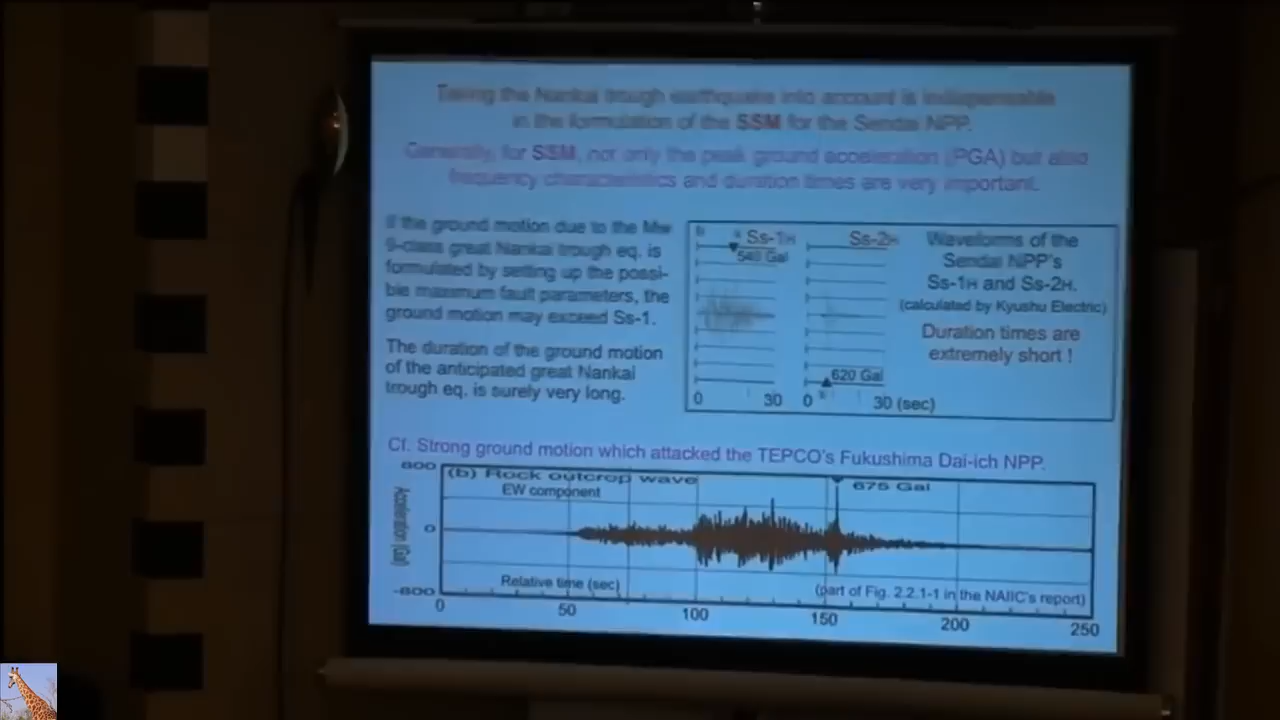 Taking the Nankai trough earthquake into account is indispensable
in the formulation of the SSM for the Sendai NPP.
Generally, for SSM, not only the peak ground acceleration (PGA) but also
frequency characteristics and duration times are very important.
If the ground motion due to the Mw
9-class great Nankai trough eq. is
formulated by setting up the possi-
ble maximum fault parameters, the
ground motion may exceed Ss-1.
The duration of the ground motion
of the anticipated great Nankai
trough eq. is surely very long.
Ss-1H
540 Gal
0 30
Ss-2H
620 Gal
0 30 (sec)
Waveforms of the
Sendai NPP's
Ss-1H and Ss-2H.
(calculated by Kyushu Electric)
Duration times are
extremely short !
Cf. Strong ground motion which attacked the TEPCO's Fukushima Dai-ich NPP.
800
0
-800
Acceleration (Gal)
(b) Rock outcrop wave
EW component
675 Gal
Relative time (sec)
(part of Fig. 2.2.1-1 in the NAIIC's report)
0 50 100 150 200 250